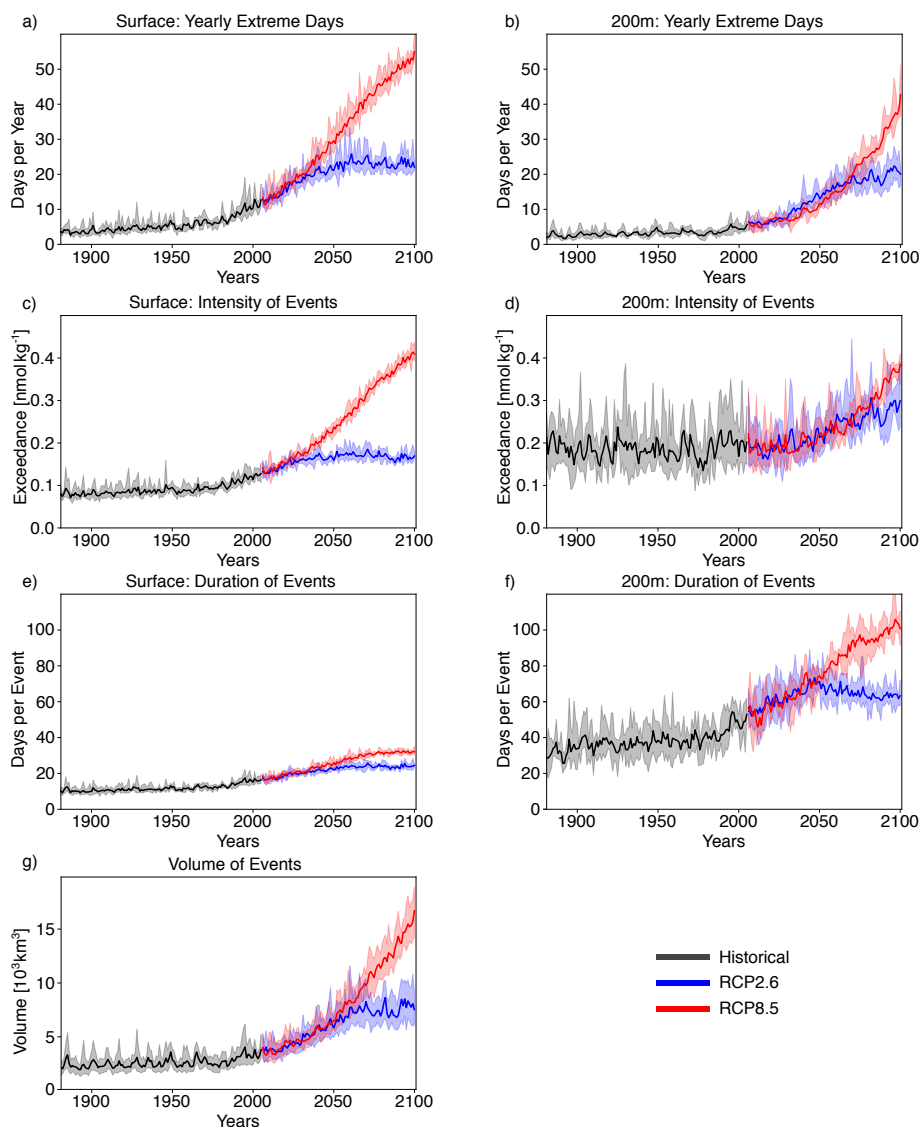 a) Surface: Yearly Extreme Days
Days per Year
50
40
30
20
10
0
1900 1950 2000 2050 2100
Years
b) 200m: Yearly Extreme Days
Days per Year
50
40
30
20
10
0
1900 1950 2000 2050 2100
Years
c) Surface: Intensity of Events
Exceedance [nmol kg⁻¹]
0.4
0.3
0.2
0.1
0.0
1900 1950 2000 2050 2100
Years
d) 200m: Intensity of Events
Exceedance [nmol kg⁻¹]
0.4
0.3
0.2
0.1
0.0
1900 1950 2000 2050 2100
Years
e) Surface: Duration of Events
Days per Event
100
80
60
40
20
0
1900 1950 2000 2050 2100
Years
f) 200m: Duration of Events
Days per Event
100
80
60
40
20
0
1900 1950 2000 2050 2100
Years
g) Volume of Events
Volume [10³km³]
15
10
5
0
1900 1950 2000 2050 2100
Years
Historical
RCP2.6
RCP8.5